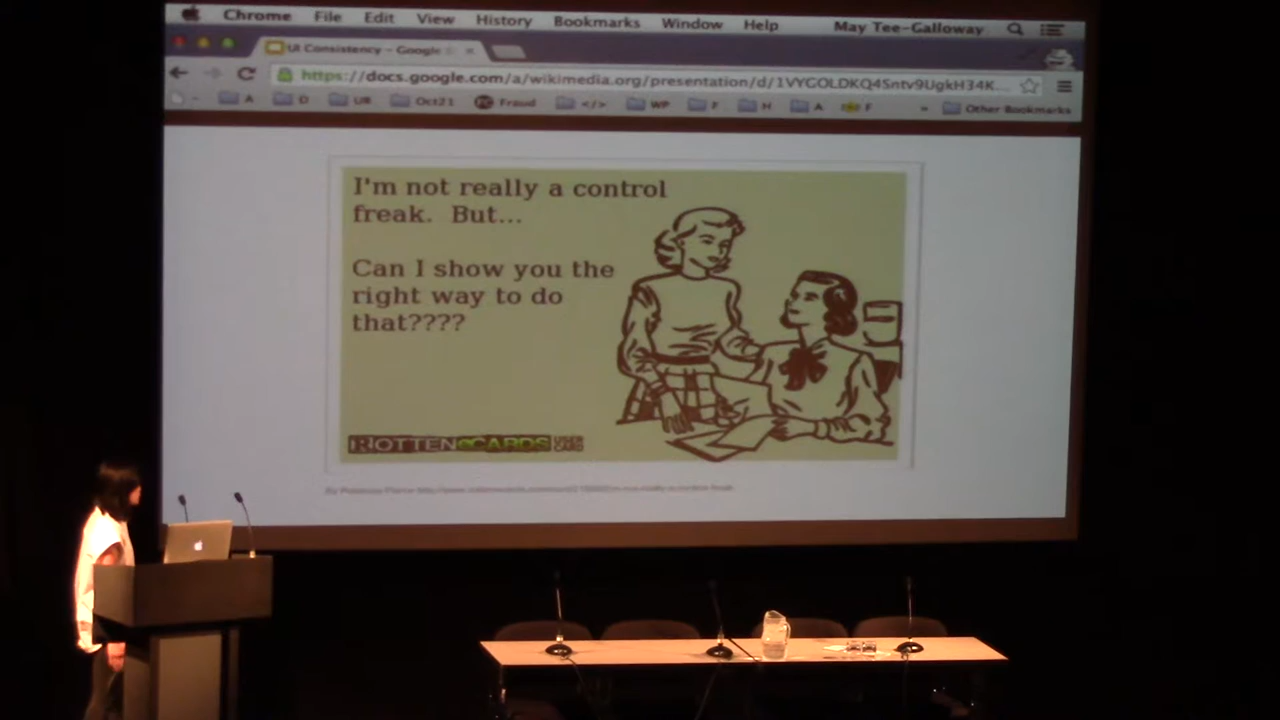 Chrome File Edit View History Bookmarks Window Help May Tee-Galloway
UI Consistency - Google
https://docs.google.com/a/wikimedia.org/presentation/d/1VYGOLDKQ4Sntv9UgkH34K...
A D UR Oct21 Fraud </> WP F H A F » Other Bookmarks
I'm not really a control
freak. But...
Can I show you the
right way to do
that????
ROTTENeCARDS USER CARD